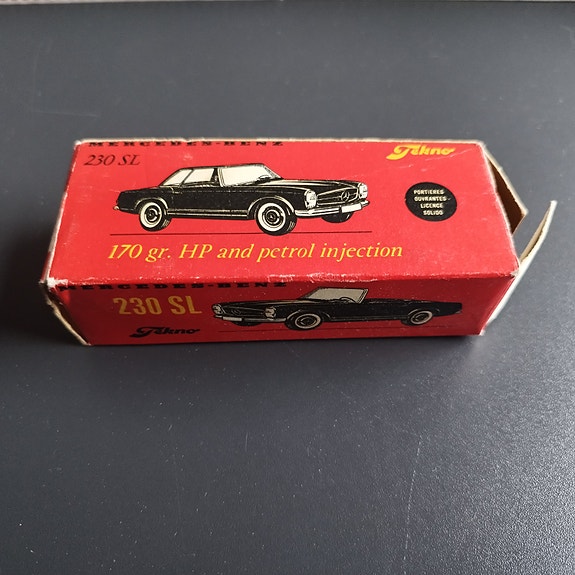 MERCEDES-BENZ
230 SL
Tekno
PORTIERES
OUVRANTES -
LICENCE
SOLIDO
170 gr. HP and petrol injection
MERCEDES-BENZ
230 SL
Tekno